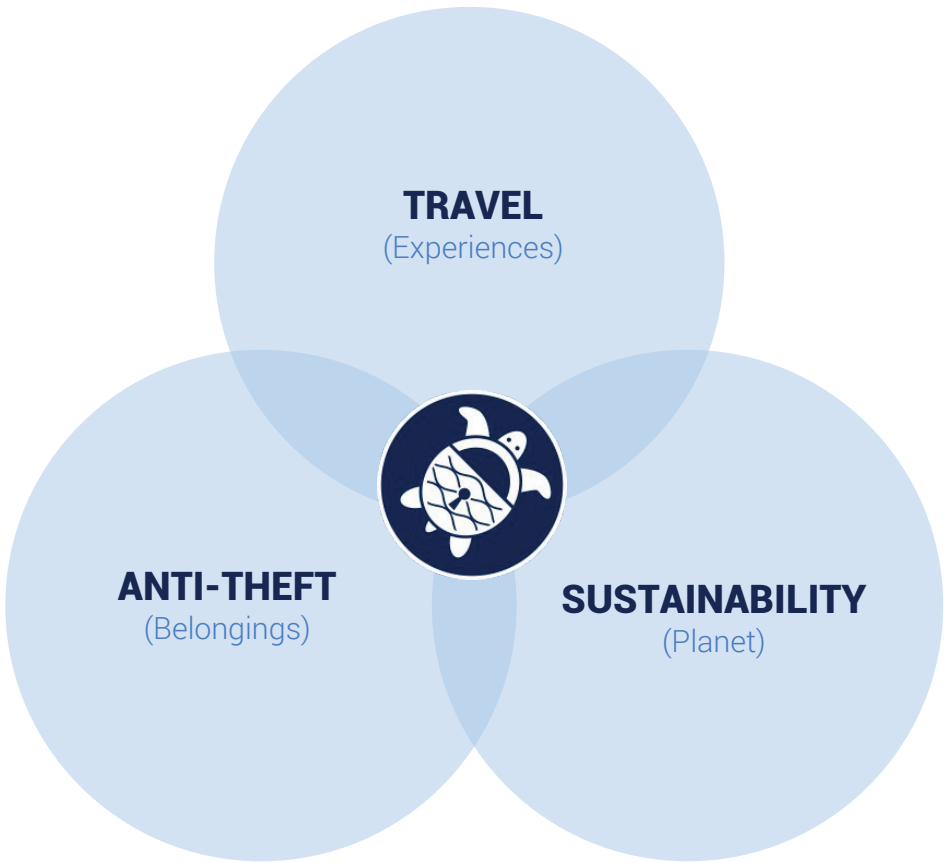 TRAVEL
(Experiences)
ANTI-THEFT
(Belongings)
SUSTAINABILITY
(Planet)